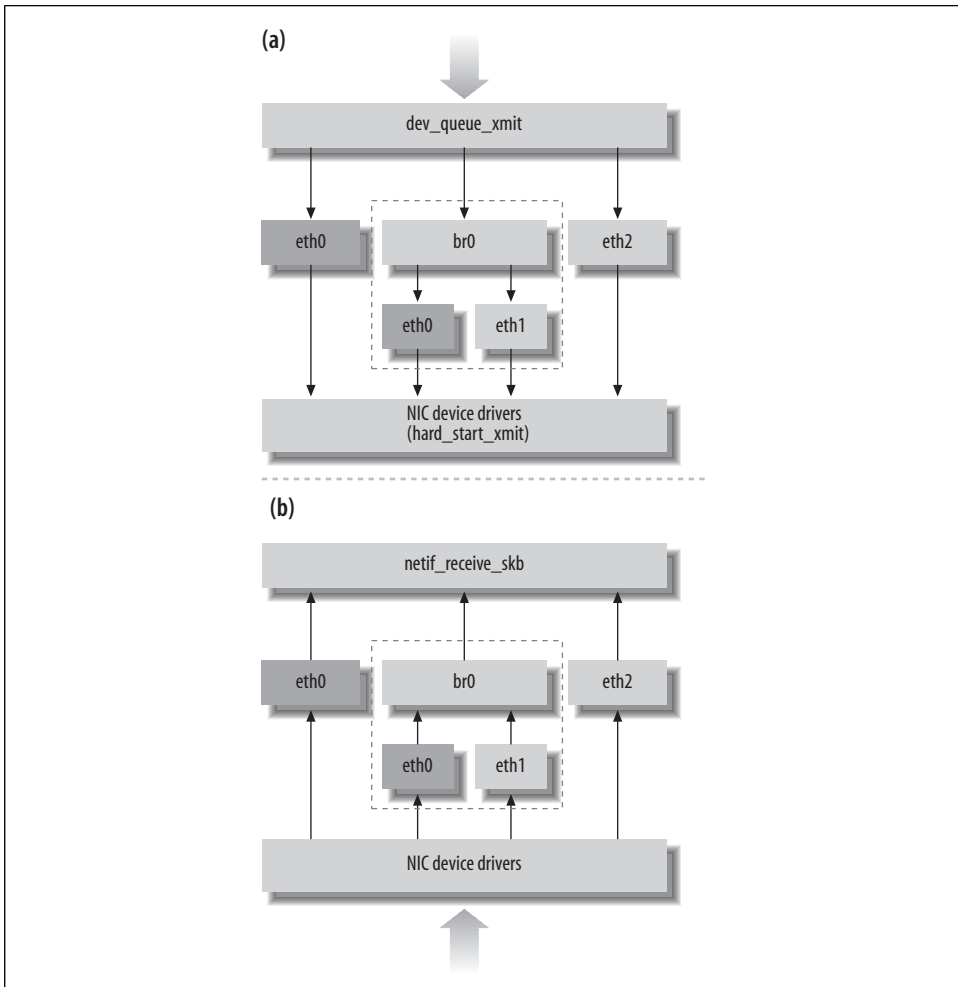 (a)
dev_queue_xmit
eth0
br0
eth2
eth0
eth1
NIC device drivers
(hard_start_xmit)
(b)
netif_receive_skb
eth0
br0
eth2
eth0
eth1
NIC device drivers